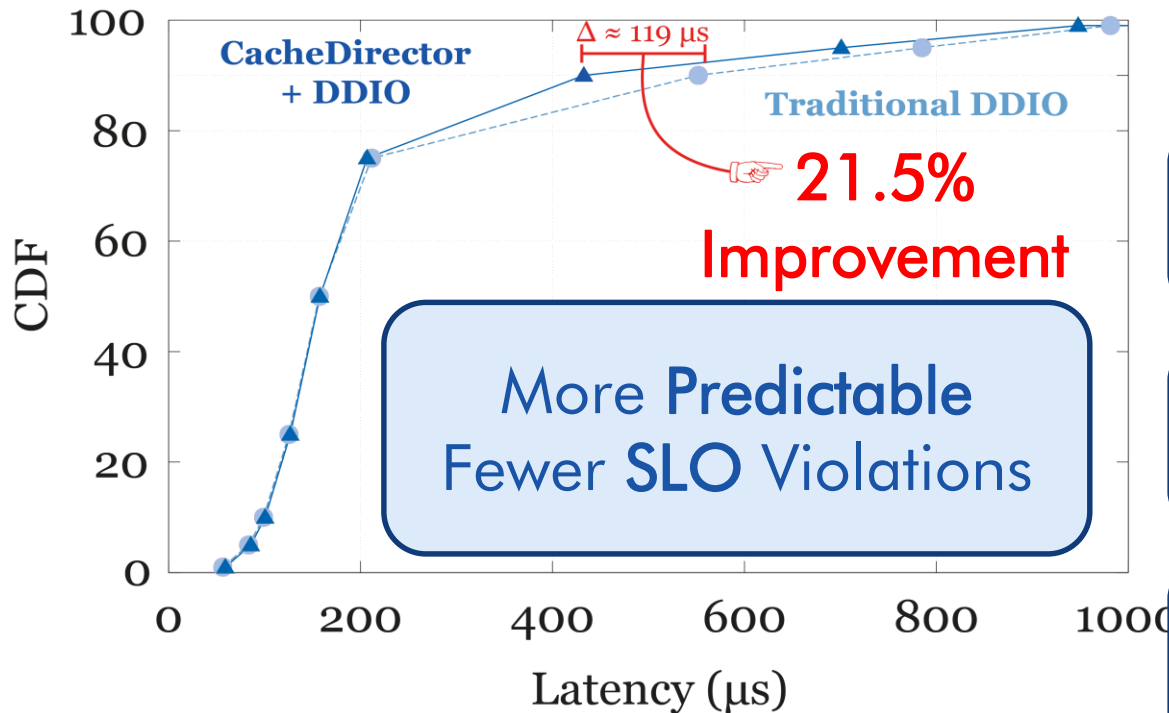 100
80
60
40
20
0
CDF
CacheDirector
+ DDIO
Δ ≈ 119 µs
Traditional DDIO
21.5%
Improvement
More Predictable
Fewer SLO Violations
0 200 400 600 800 1000
Latency (µs)